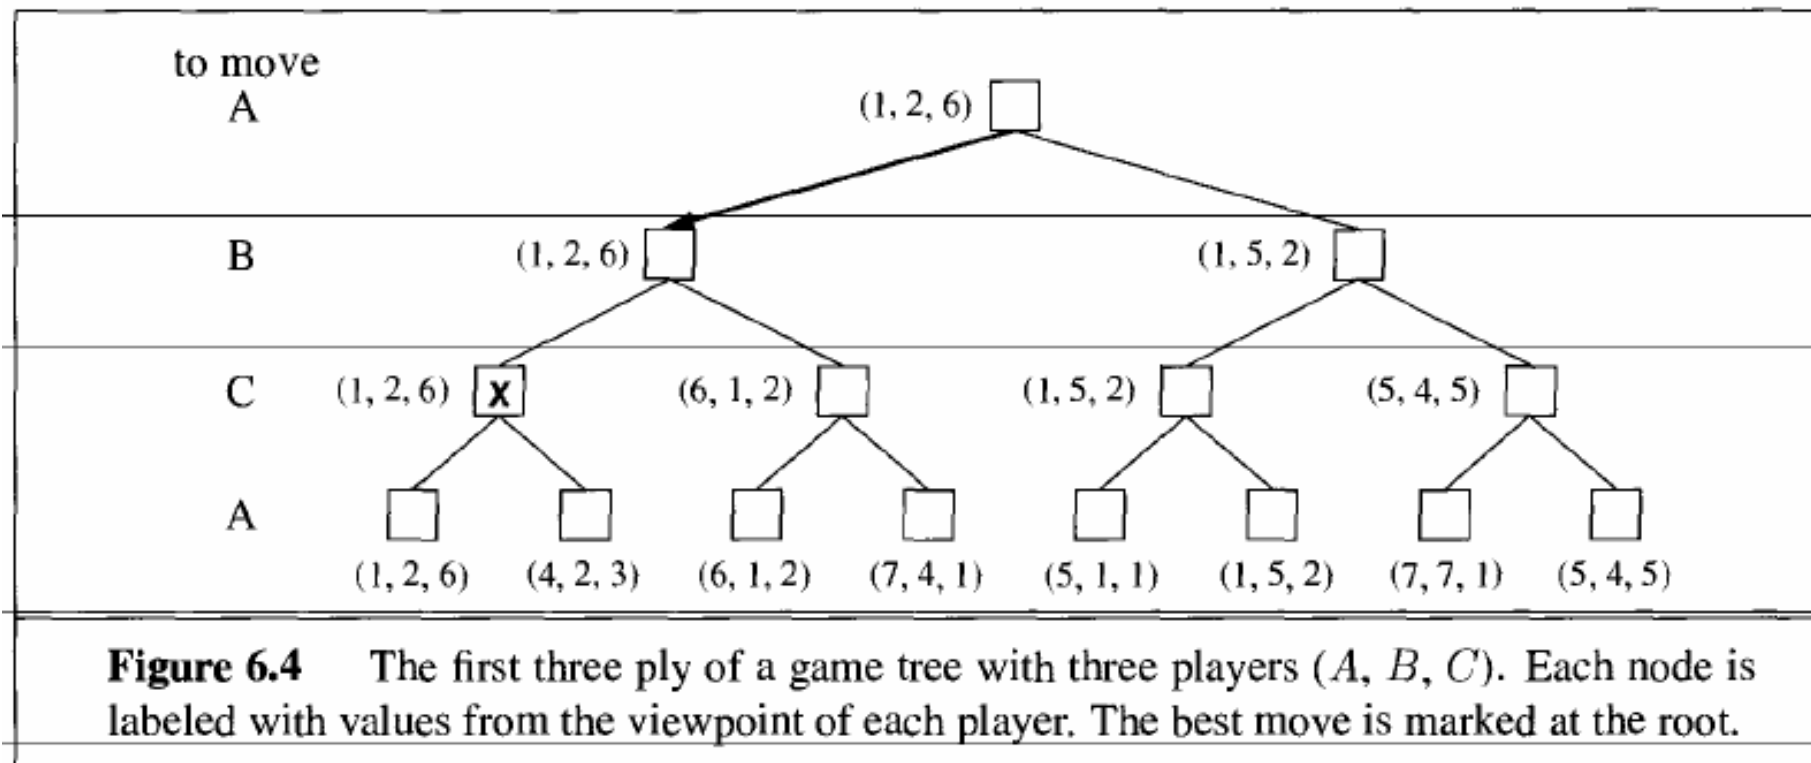 to move
A
(1, 2, 6)
B
(1, 2, 6)
(1, 5, 2)
C
(1, 2, 6)
X
(6, 1, 2)
(1, 5, 2)
(5, 4, 5)
A
(1, 2, 6)
(4, 2, 3)
(6, 1, 2)
(7, 4, 1)
(5, 1, 1)
(1, 5, 2)
(7, 7, 1)
(5, 4, 5)
Figure 6.4 The first three ply of a game tree with three players (A, B, C). Each node is
labeled with values from the viewpoint of each player. The best move is marked at the root.